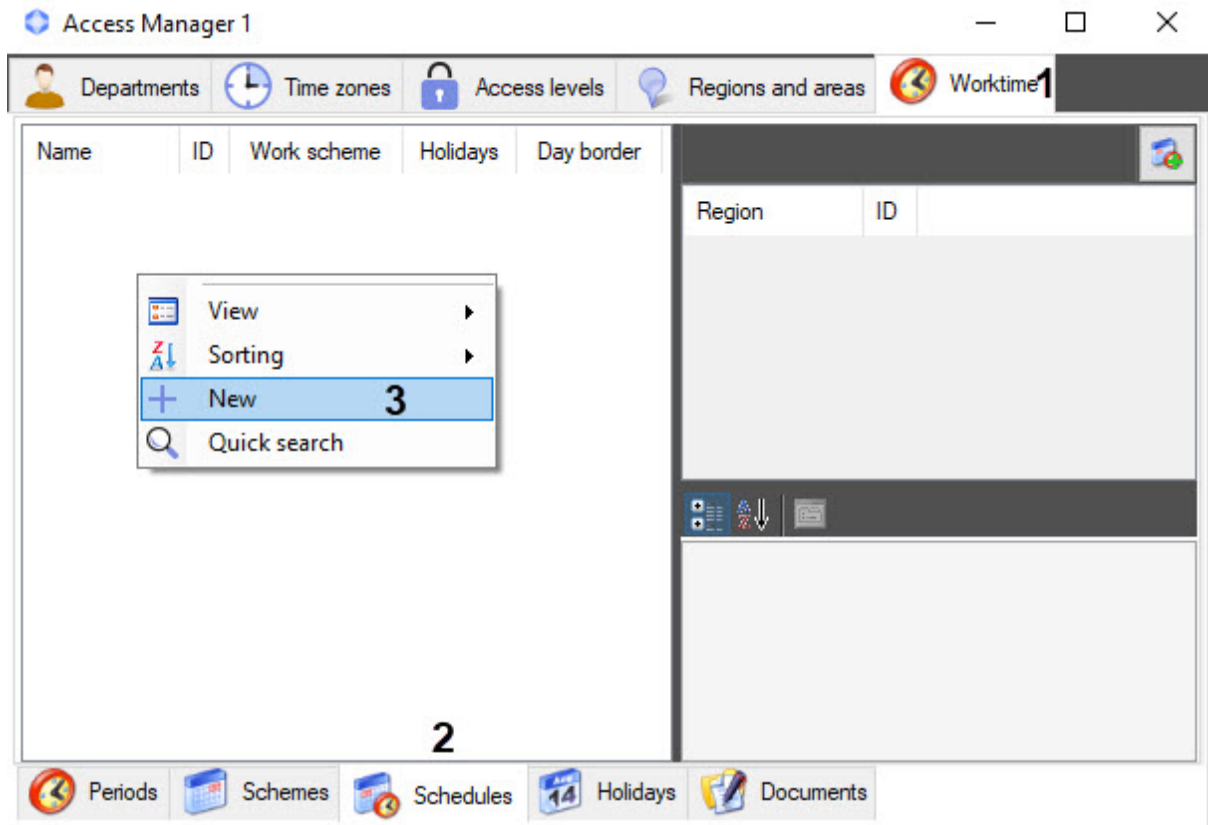 Access Manager 1
Departments Time zones Access levels Regions and areas Worktime 1
Name ID Work scheme Holidays Day border
Region ID
View
Sorting
New 3
Quick search
2
Periods Schemes Schedules Holidays Documents